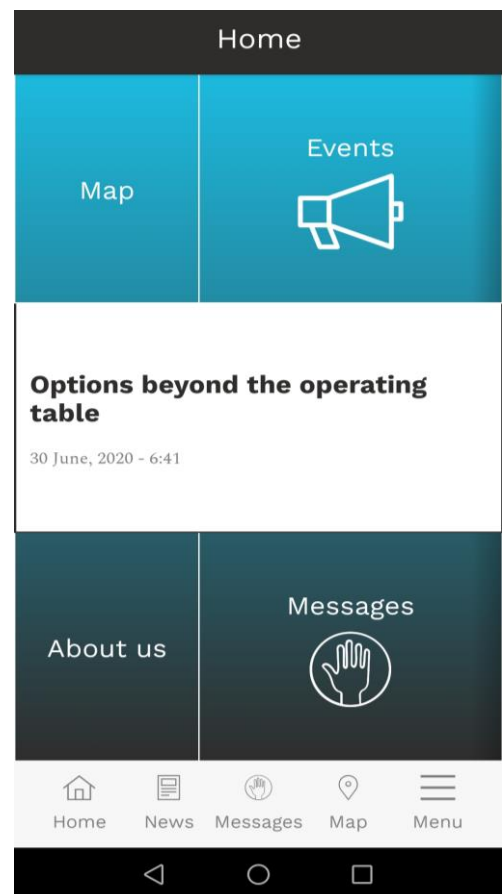 Home
Map
Events
Options beyond the operating
table
30 June, 2020 - 6:41
About us
Messages
Home News Messages Map Menu